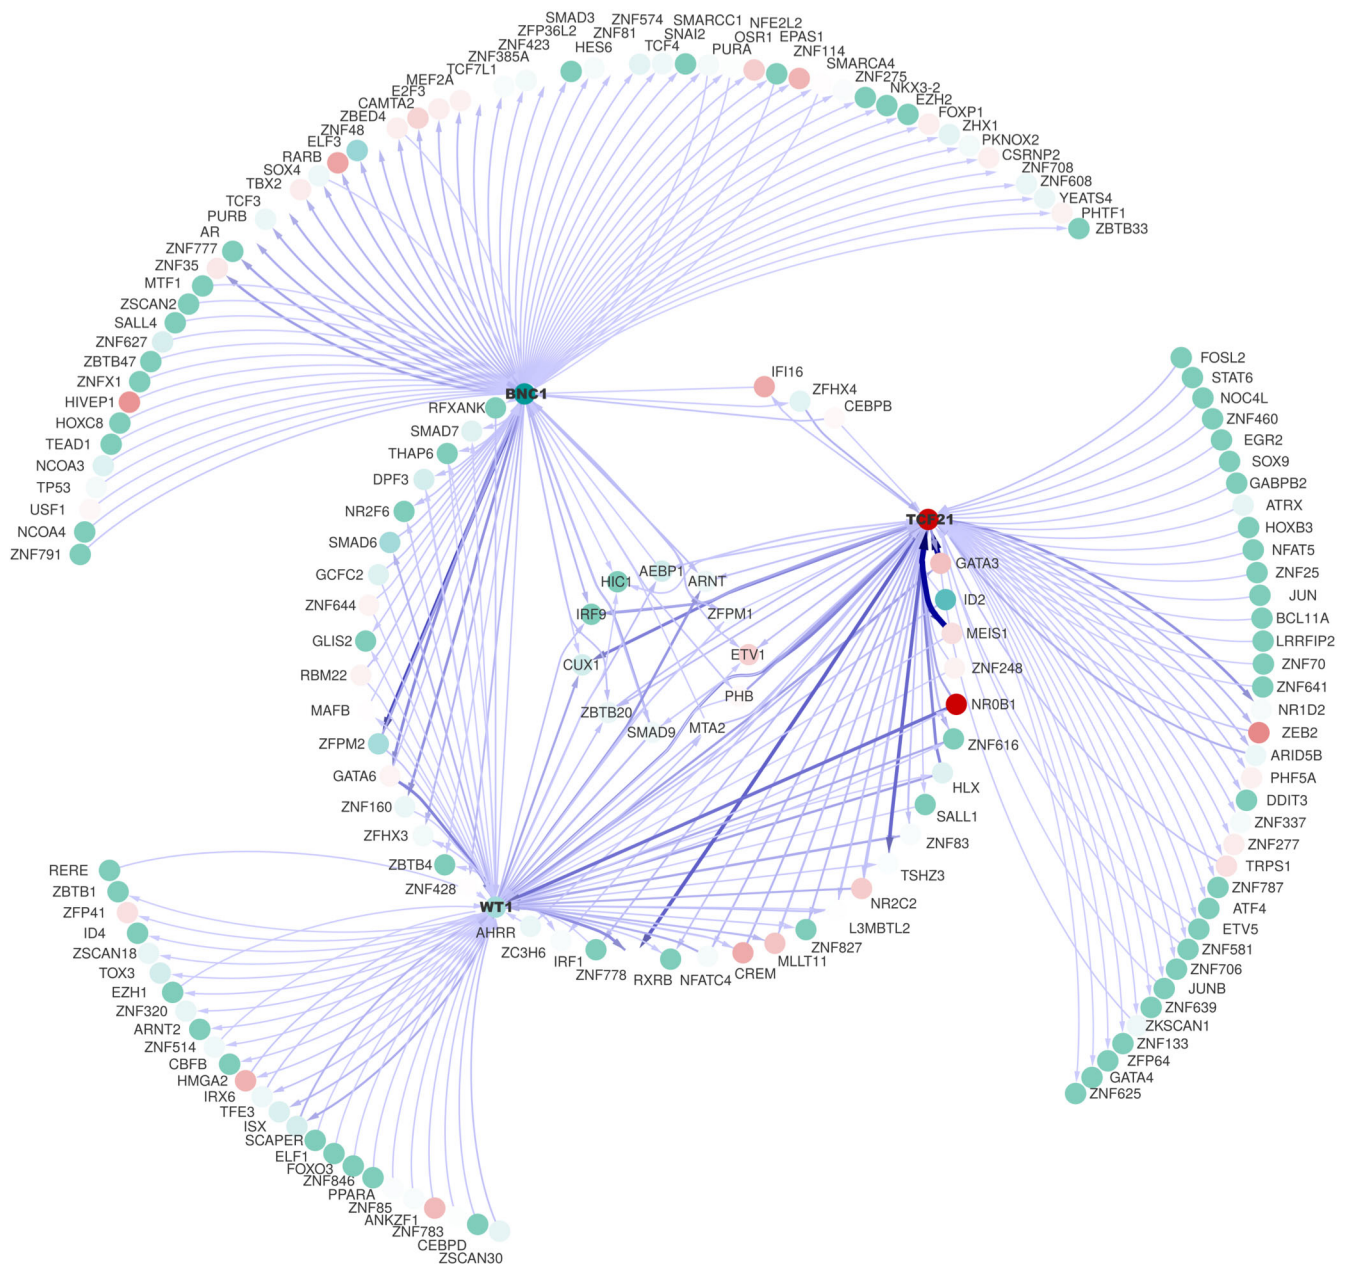 SMAD3
ZFP36L2
ZNF574
SMARCC1
NFE2L2
ZNF81
SNAI2
OSR1
EPAS1
ZNF423
HES6
TCF4
PURA
ZNF114
ZNF385A
TCF7L1
SMARCA4
MEF2A
ZNF275
E2F3
NKX3-2
CAMTA2
EZH2
ZBED4
FOXP1
ZNF48
ZHX1
ELF3
PKNOX2
RARB
CSRNP2
SOX4
ZNF708
TBX2
ZNF608
TCF3
YEATS4
PURB
PHTF1
AR
ZBTB33
ZNF777
ZNF35
MTF1
ZSCAN2
SALL4
ZNF627
ZBTB47
ZNFX1
HIVEP1
HOXC8
TEAD1
NCOA3
TP53
USF1
NCOA4
ZNF791
BNC1
IFI16
ZFHX4
CEBPB
RFXANK
SMAD7
THAP6
DPF3
NR2F6
SMAD6
GCFC2
ZNF644
GLIS2
RBM22
MAFB
ZFPM2
GATA6
ZNF160
ZFHX3
ZBTB4
ZNF428
WT1
HIC1
AEBP1
ARNT
IRF9
ZFPM1
CUX1
ETV1
PHB
ZBTB20
SMAD9
MTA2
TCF21
GATA3
ID2
MEIS1
ZNF248
NR0B1
ZNF616
HLX
SALL1
ZNF83
TSHZ3
NR2C2
L3MBTL2
ZNF827
MLLT11
CREM
NFATC4
RXRB
ZNF778
IRF1
ZC3H6
AHRR
FOSL2
STAT6
NOC4L
ZNF460
EGR2
SOX9
GABPB2
ATRX
HOXB3
NFAT5
ZNF25
JUN
BCL11A
LRRFIP2
ZNF70
ZNF641
NR1D2
ZEB2
ARID5B
PHF5A
DDIT3
ZNF337
ZNF277
TRPS1
ZNF787
ATF4
ETV5
ZNF581
ZNF706
JUNB
ZNF639
ZKSCAN1
ZNF133
ZFP64
GATA4
ZNF625
RERE
ZBTB1
ZFP41
ID4
ZSCAN18
TOX3
EZH1
ZNF320
ARNT2
ZNF514
CBFB
HMGA2
IRX6
TFE3
ISX
SCAPER
ELF1
FOXO3
ZNF846
PPARA
ZNF85
ANKZF1
ZNF783
CEBPD
ZSCAN30